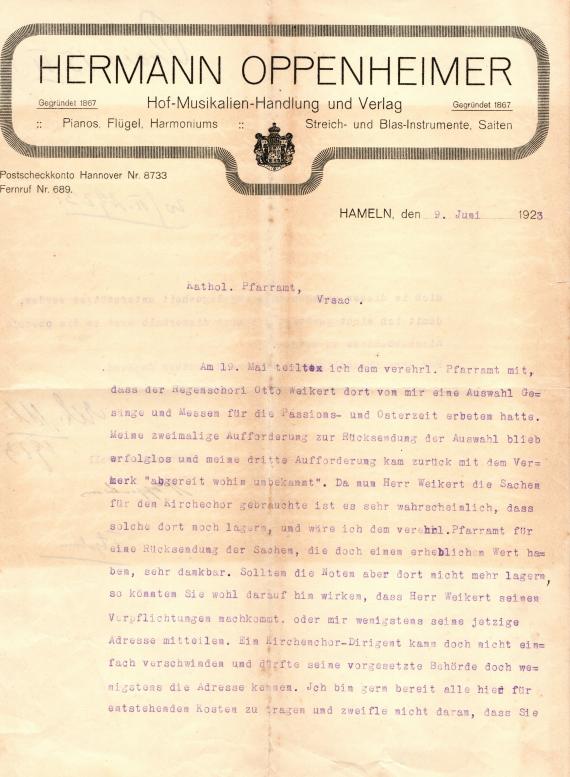 HERMANN OPPENHEIMER
Gegründet 1867
Hof-Musikalien-Handlung und Verlag
Gegründet 1867
:: Pianos, Flügel, Harmoniums :: Streich- und Blas-Instrumente, Saiten
Postscheckkonto Hannover Nr. 8733
Fernruf Nr. 689.
HAMELN, den 9. Juni 1923
Kathol. Pfarramt,
Vrsac .
Am 19. Mai teilte ich dem verehrl. Pfarramt mit,
dass der Regenschori Otto Weikert dort von mir eine Auswahl Ge=
sänge und Messen für die Passions- und Osterzeit erbeten hatte.
Meine zweimalige Aufforderung zur Rücksendung der Auswahl blieb
erfolglos und meine dritte Aufforderung kam zurück mit dem Ver=
merk "abgereit wohin unbekannt". Da nun Herr Weikert die Sachen
für den Kirchechor gebrauchte ist es sehr wahrscheinlich, dass
solche dort noch lagern, und wäre ich dem verehrl.Pfarramt für
eine Rücksendung der Sachen, die doch einen erheblichen Wert ha=
ben, sehr dankbar. Sollten die Noten aber dort nicht mehr lagern,
so könnten Sie wohl darauf hin wirken, dass Herr Weikert seinen
Verpflichtungen nachkommt. oder mir wenigstens seine jetzige
Adresse mitteilen. Ein Kirchenchor-Dirigent kann doch nicht ein=
fach verschwinden und dürfte seine vorgesetzte Behörde doch we=
nigstens die Adresse kennen. Jch bin gern bereit alle hier für
entstehenden Kosten zu tragen und zweifle nicht daran, dass Sie